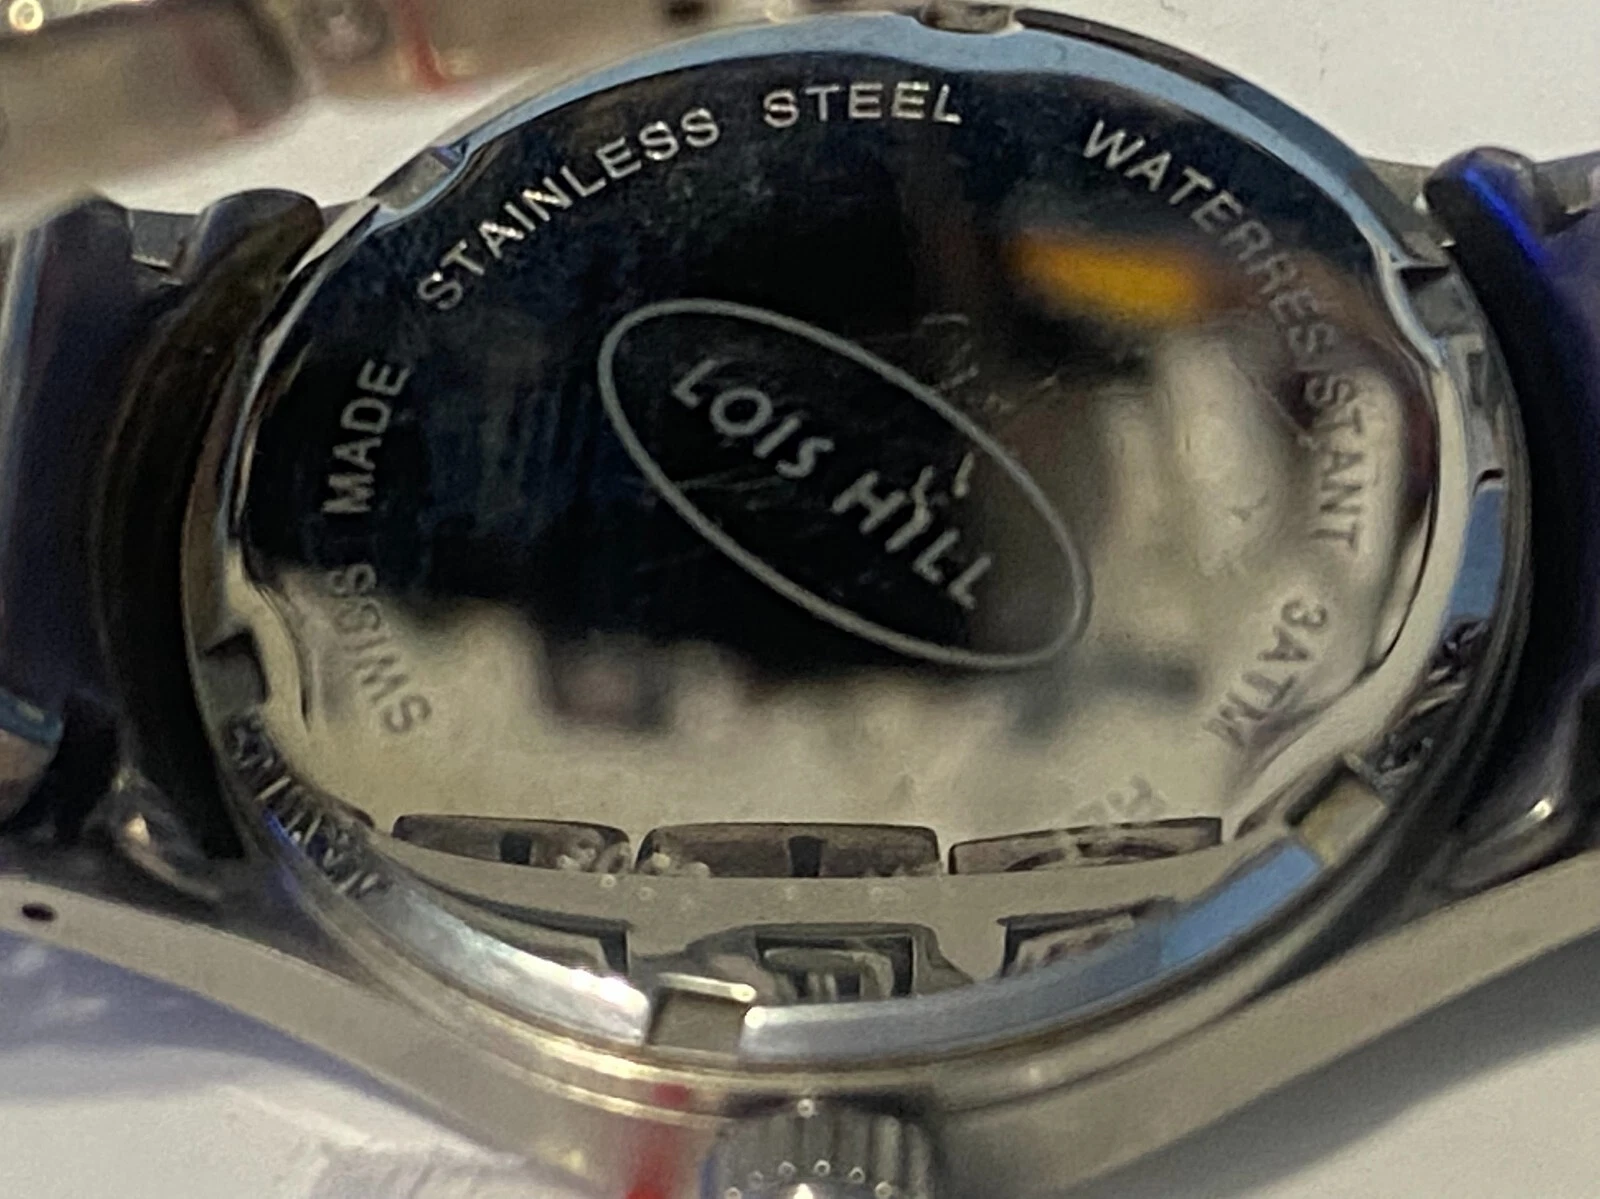 SWISS MADE
STAINLESS STEEL
WATERRESISTANT
3ATM
LOIS HILL